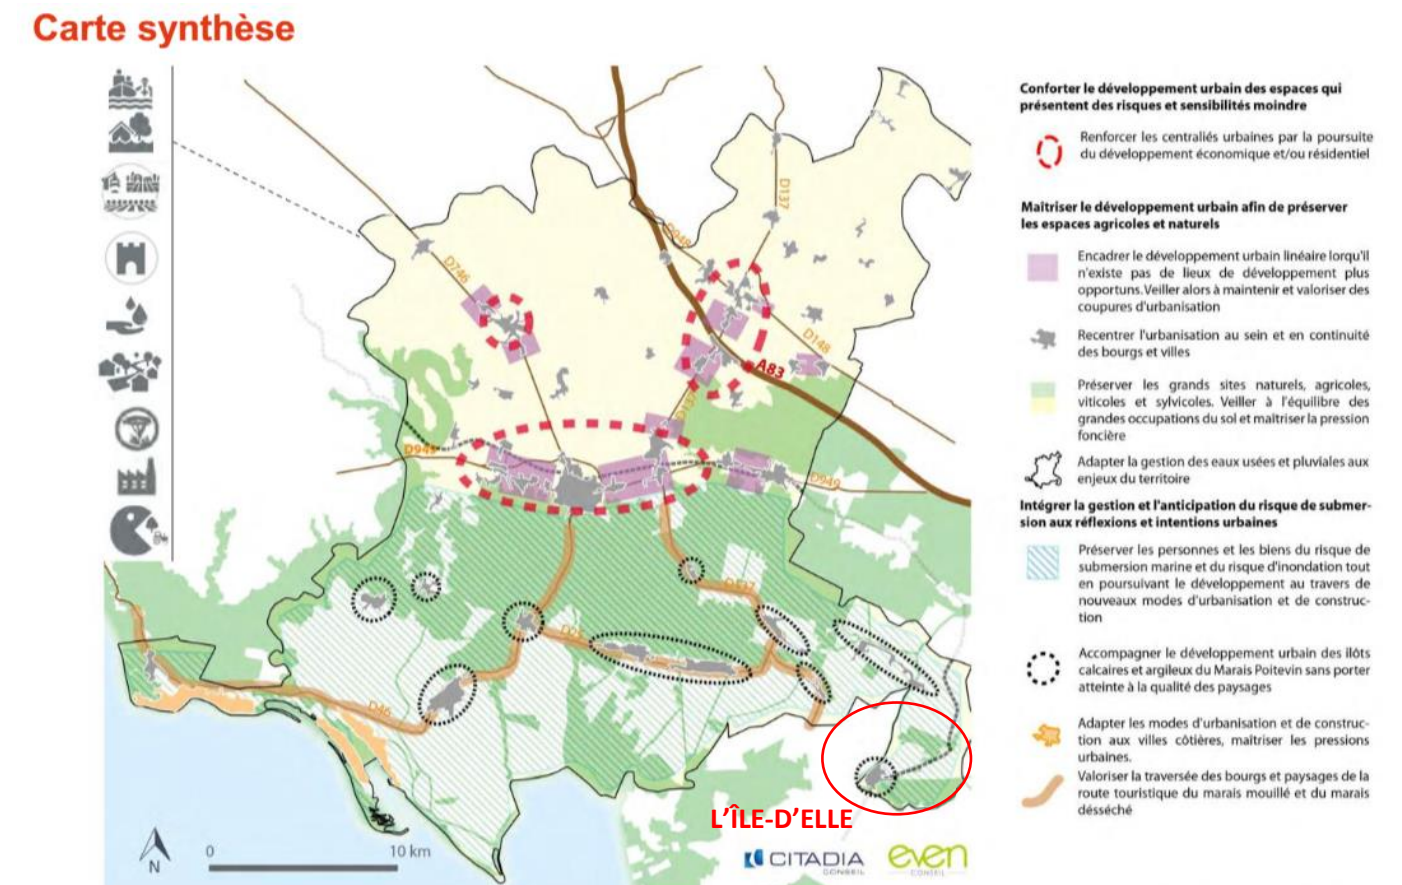 Carte synthèse
D137
D948
D746
D148
A83
D137
D949
D949
D137
D25
D46
L'ÎLE-D'ELLE
N
0
10 km
CITADIA
CONSEIL
even
CONSEIL
Conforter le développement urbain des espaces qui
présentent des risques et sensibilités moindre
Renforcer les centraliés urbaines par la poursuite
du développement économique et/ou résidentiel
Maîtriser le développement urbain afin de préserver
les espaces agricoles et naturels
Encadrer le développement urbain linéaire lorqu'il
n'existe pas de lieux de développement plus
opportuns. Veiller alors à maintenir et valoriser des
coupures d'urbanisation
Recentrer l'urbanisation au sein et en continuité
des bourgs et villes
Préserver les grands sites naturels, agricoles,
viticoles et sylvicoles. Veiller à l'équilibre des
grandes occupations du sol et maîtriser la pression
foncière
Adapter la gestion des eaux usées et pluviales aux
enjeux du territoire
Intégrer la gestion et l'anticipation du risque de submer-
sion aux réflexions et intentions urbaines
Préserver les personnes et les biens du risque de
submersion marine et du risque d'inondation tout
en poursuivant le développement au travers de
nouveaux modes d'urbanisation et de construc-
tion
Accompagner le développement urbain des ilôts
calcaires et argileux du Marais Poitevin sans porter
atteinte à la qualité des paysages
Adapter les modes d'urbanisation et de construc-
tion aux villes côtières, maîtriser les pressions
urbaines.
Valoriser la traversée des bourgs et paysages de la
route touristique du marais mouillé et du marais
désséché